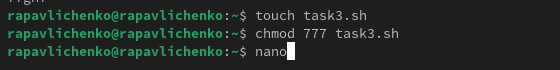 rapavlichenko@rapavlichenko:~$ touch task3.sh
rapavlichenko@rapavlichenko:~$ chmod 777 task3.sh
rapavlichenko@rapavlichenko:~$ nano